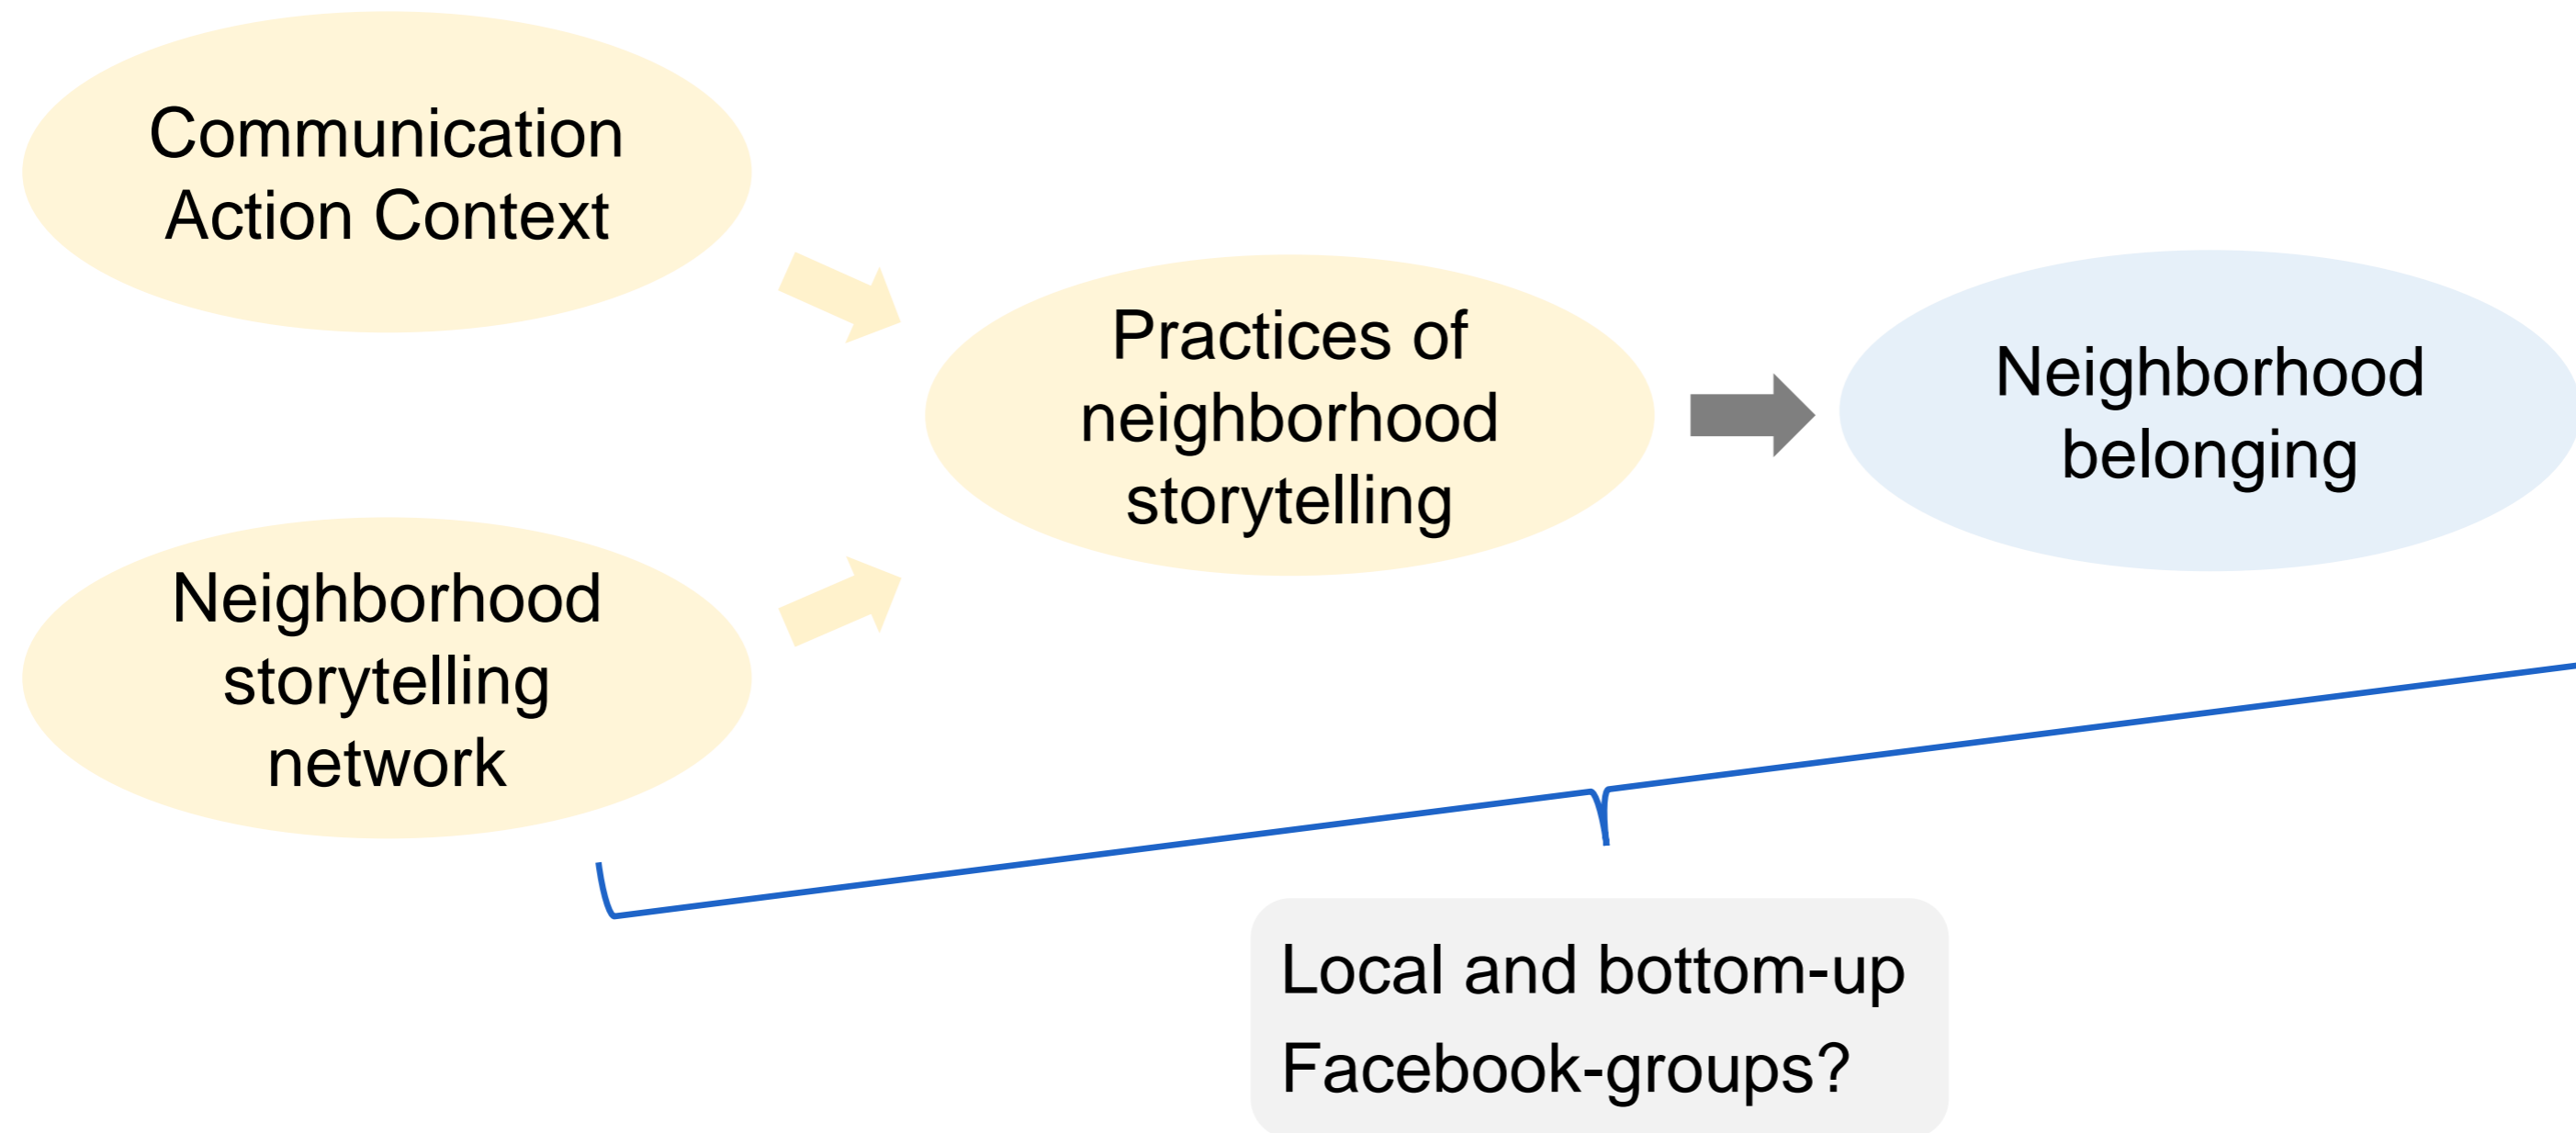 Communication
Action Context
Practices of
neighborhood
storytelling
Neighborhood
belonging
Neighborhood
storytelling
network
Local and bottom-up
Facebook-groups?